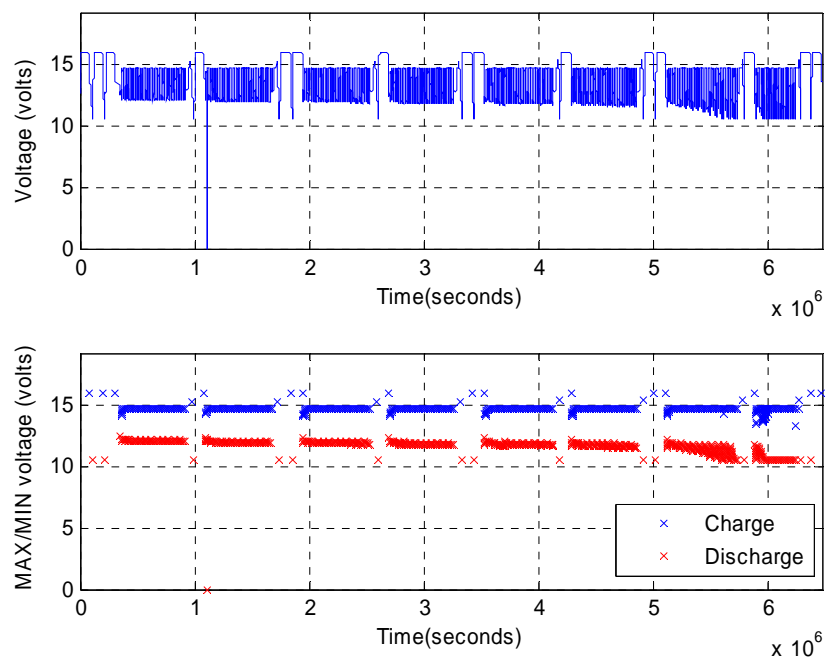 15
10
5
0
Voltage (volts)
0 1 2 3 4 5 6
Time(seconds)
x 10^6
15
10
5
0
MAX/MIN voltage (volts)
Charge
Discharge
0 1 2 3 4 5 6
Time(seconds)
x 10^6